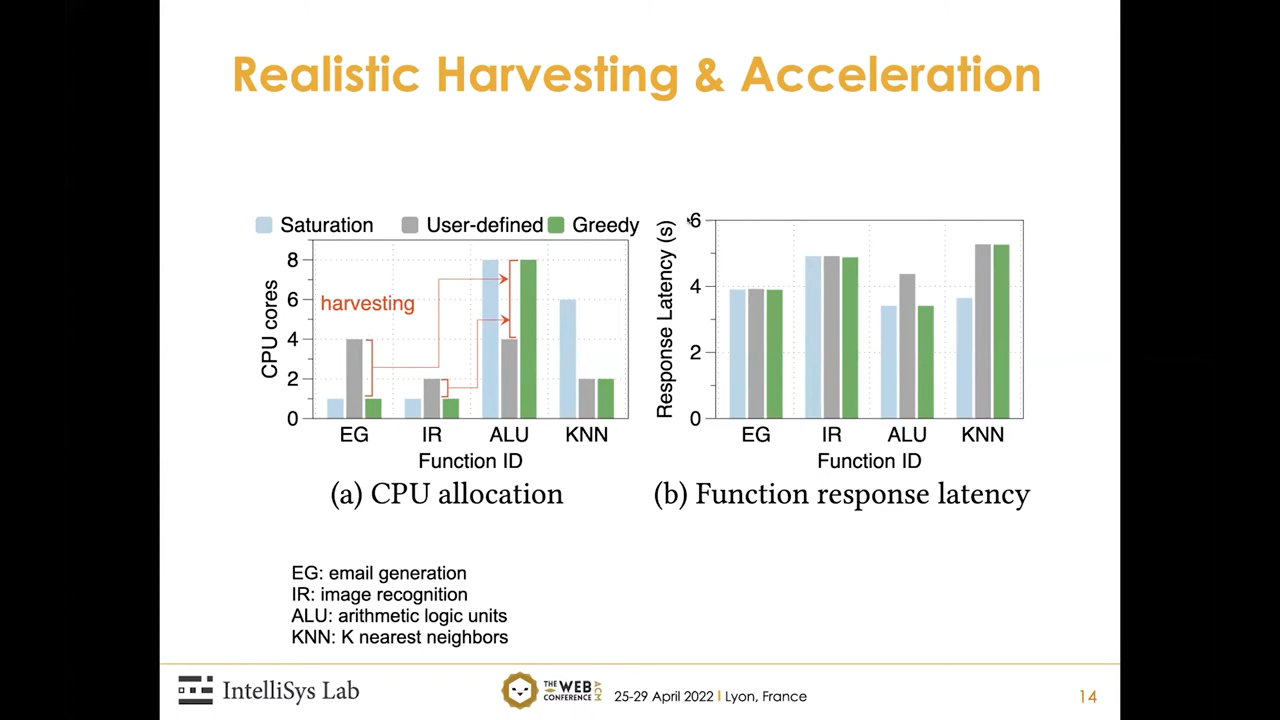 Realistic Harvesting & Acceleration
Saturation User-defined Greedy
CPU cores
8
6
4
2
0
harvesting
EG IR ALU KNN
Function ID
(a) CPU allocation
Response Latency (s)
6
4
2
0
EG IR ALU KNN
Function ID
(b) Function response latency
EG: email generation
IR: image recognition
ALU: arithmetic logic units
KNN: K nearest neighbors
IntelliSys Lab
THE WEB CONFERENCE ACM
25-29 April 2022 | Lyon, France
14